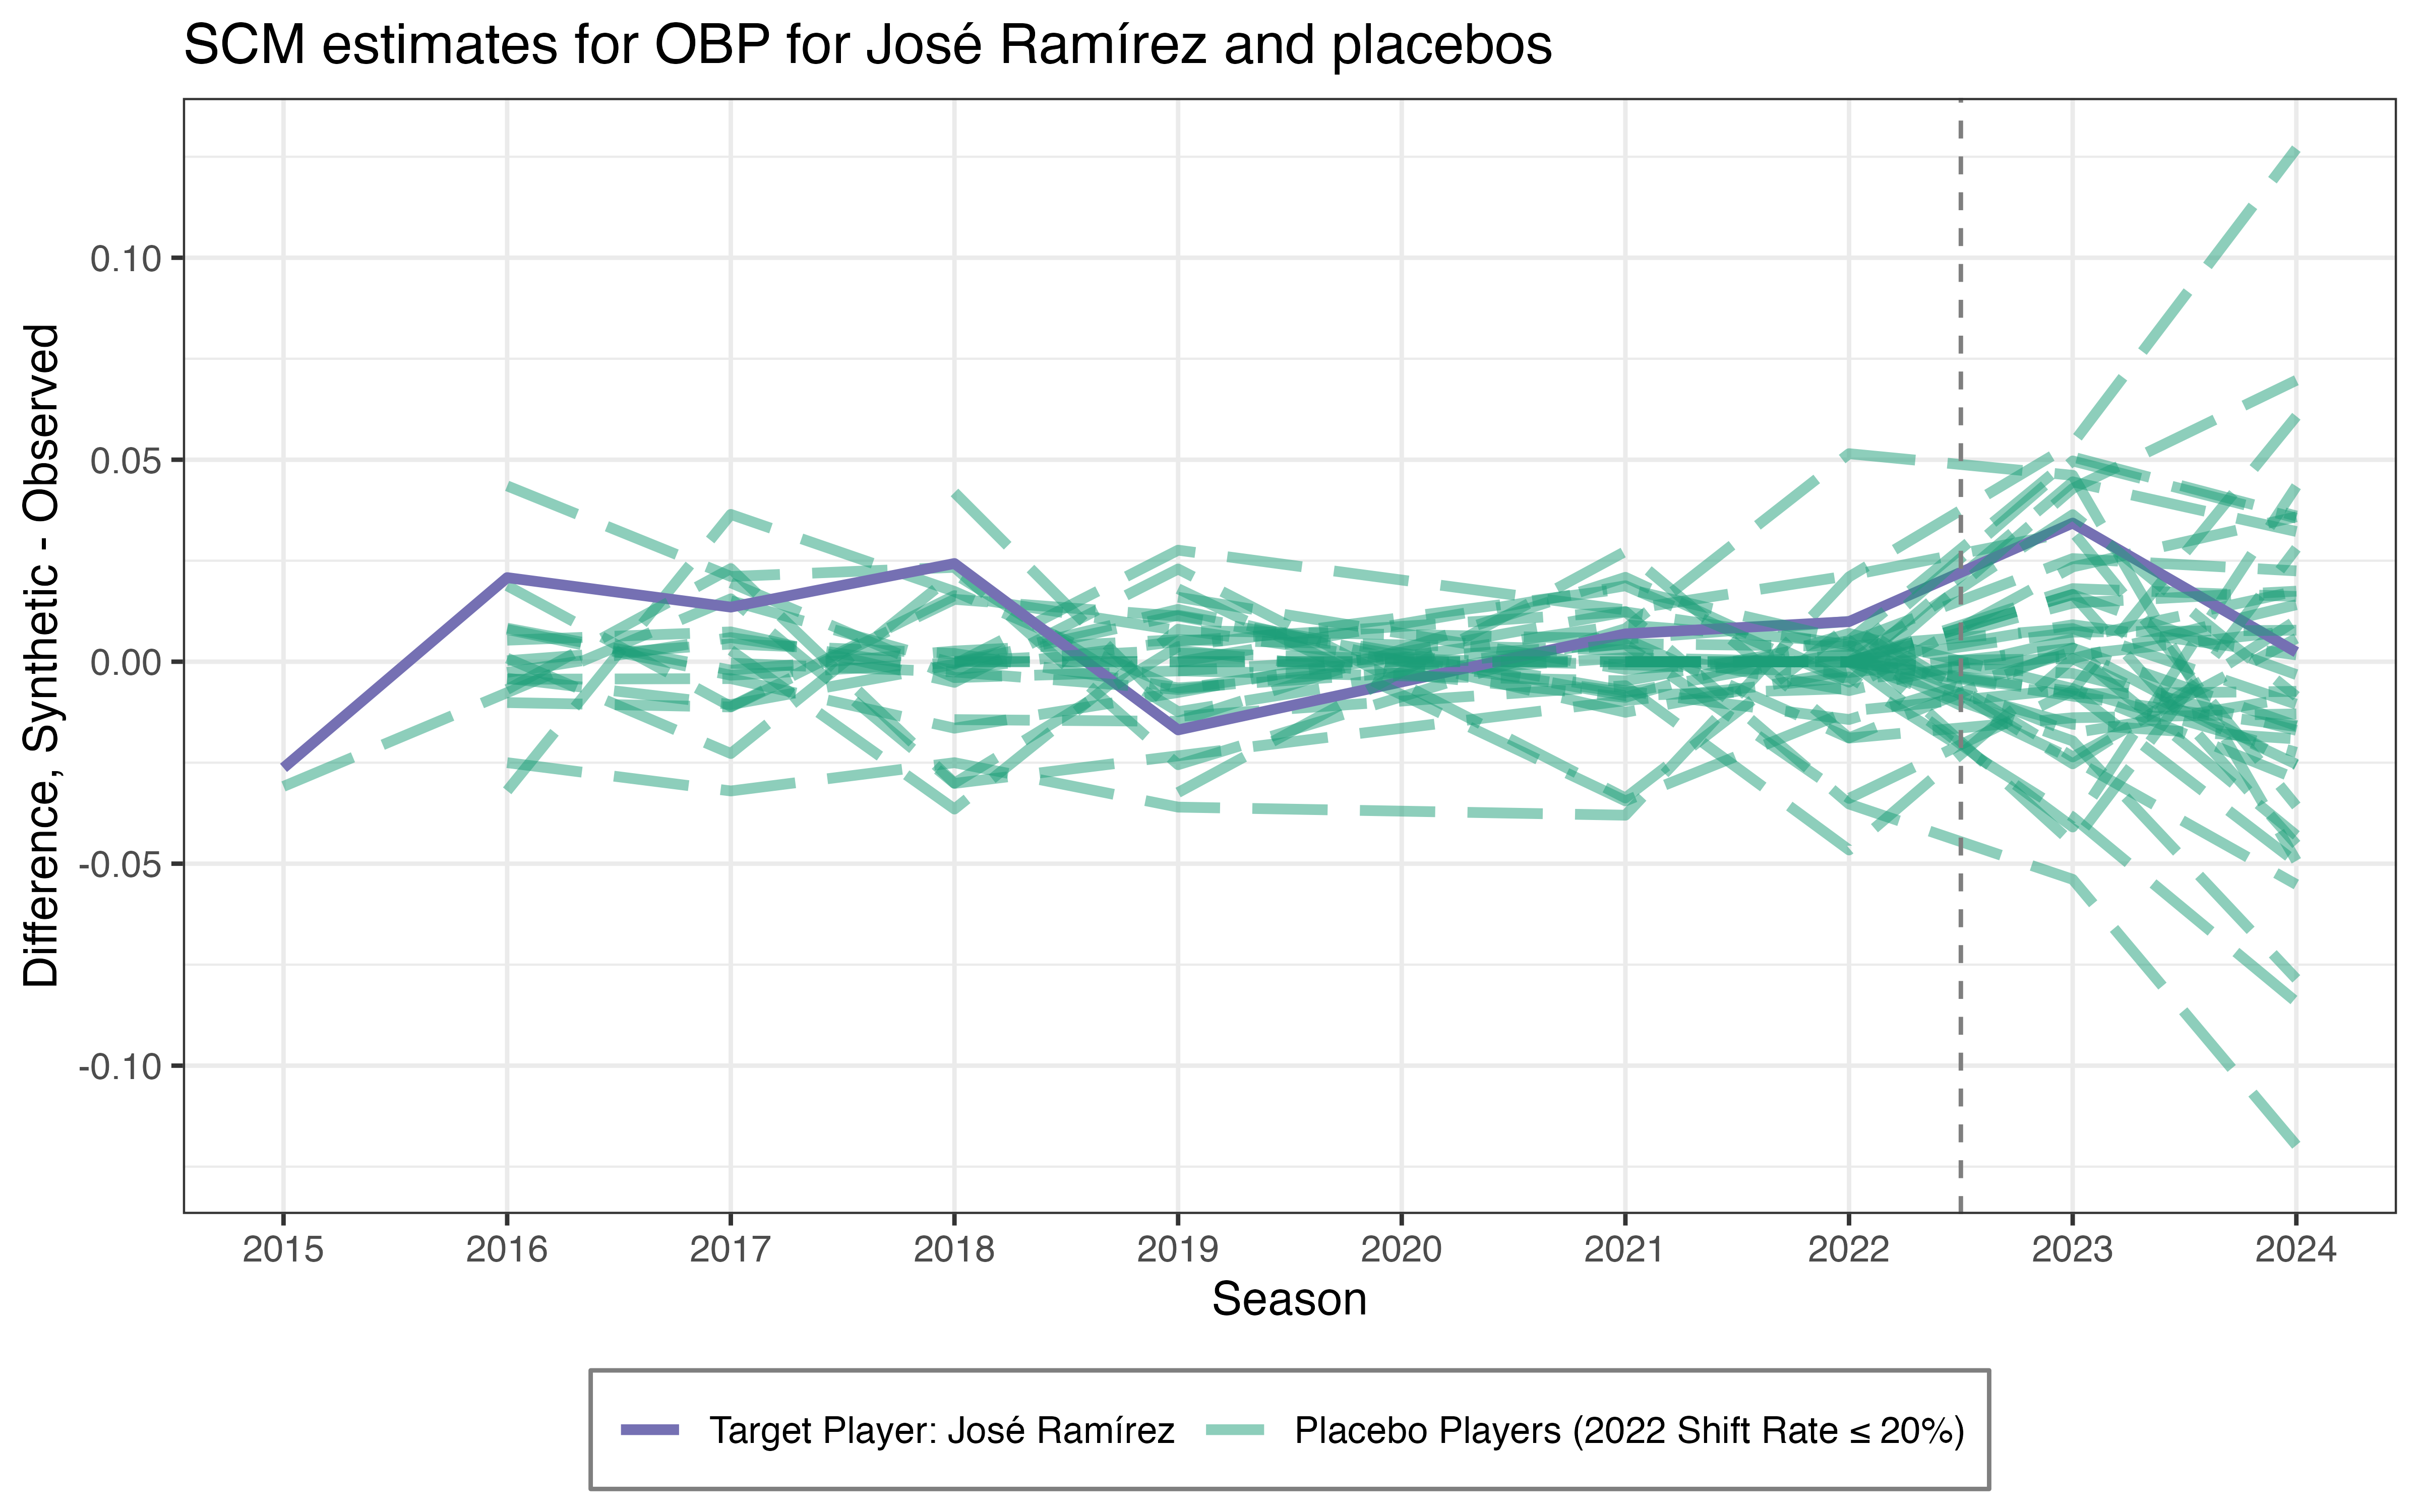 SCM estimates for OBP for José Ramírez and placebos
Difference, Synthetic - Observed
0.10
0.05
0.00
-0.05
-0.10
2015 2016 2017 2018 2019 2020 2021 2022 2023 2024
Season
Target Player: José Ramírez Placebo Players (2022 Shift Rate ≤ 20%)